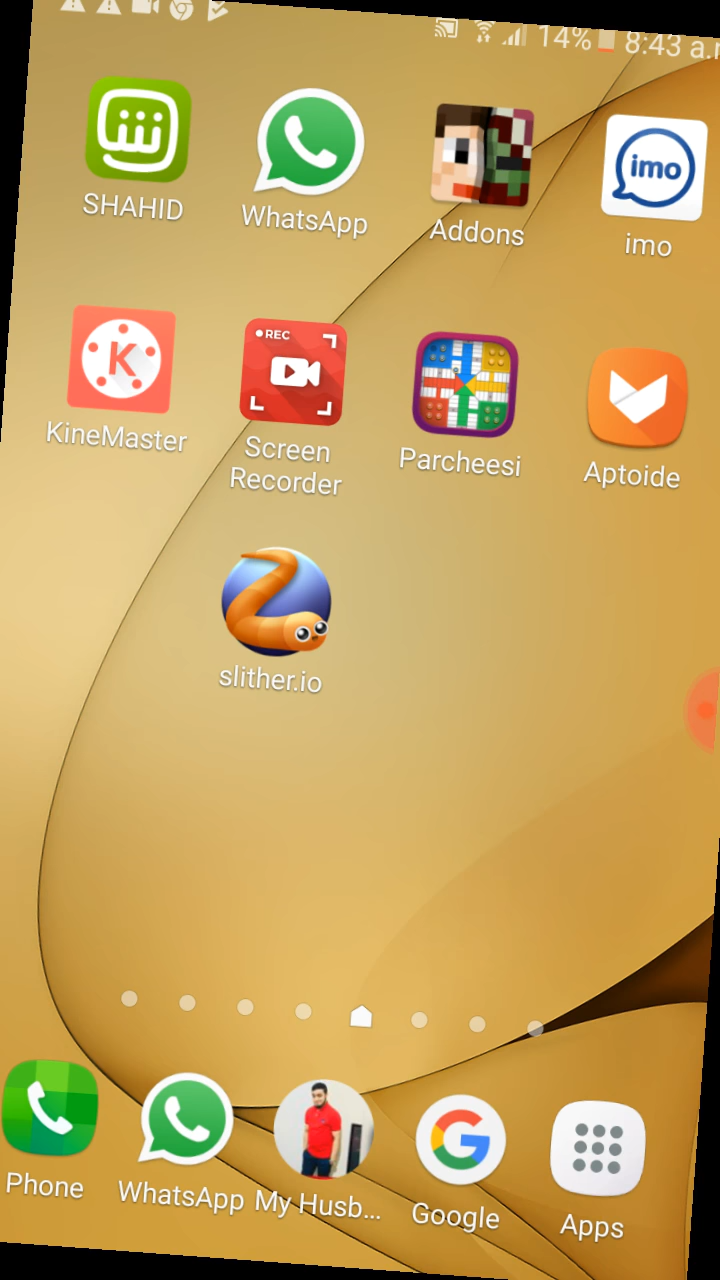 14% 8:43 a.
SHAHID
WhatsApp
Addons
imo
imo
K
KineMaster
REC
Screen
Recorder
Parcheesi
Aptoide
slither.io
Phone
WhatsApp
My Husb...
G
Google
Apps